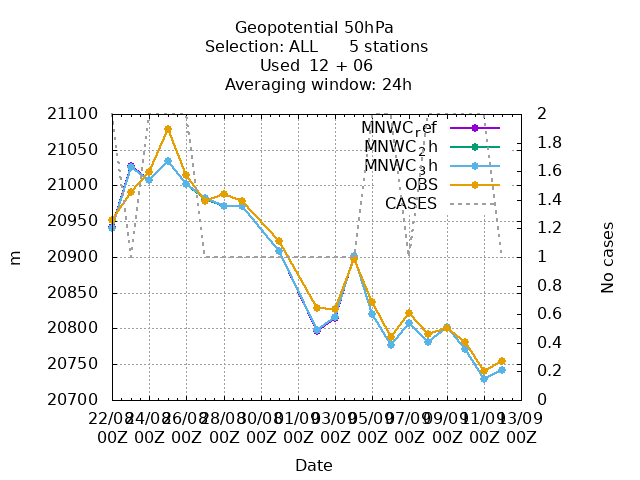 Geopotential 50hPa
Selection: ALL 5 stations
Used 12 + 06
Averaging window: 24h
21100
21050
21000
20950
20900
20850
20800
20750
20700
m
2
1.8
1.6
1.4
1.2
1
0.8
0.6
0.4
0.2
0
No cases
MNWC_ref
MNWC_2h
MNWC_3h
OBS
CASES
22/08 24/08 26/08 28/08 30/08 01/09 03/09 05/09 07/09 09/09 11/09 13/09
00Z 00Z 00Z 00Z 00Z 00Z 00Z 00Z 00Z 00Z 00Z 00Z
Date